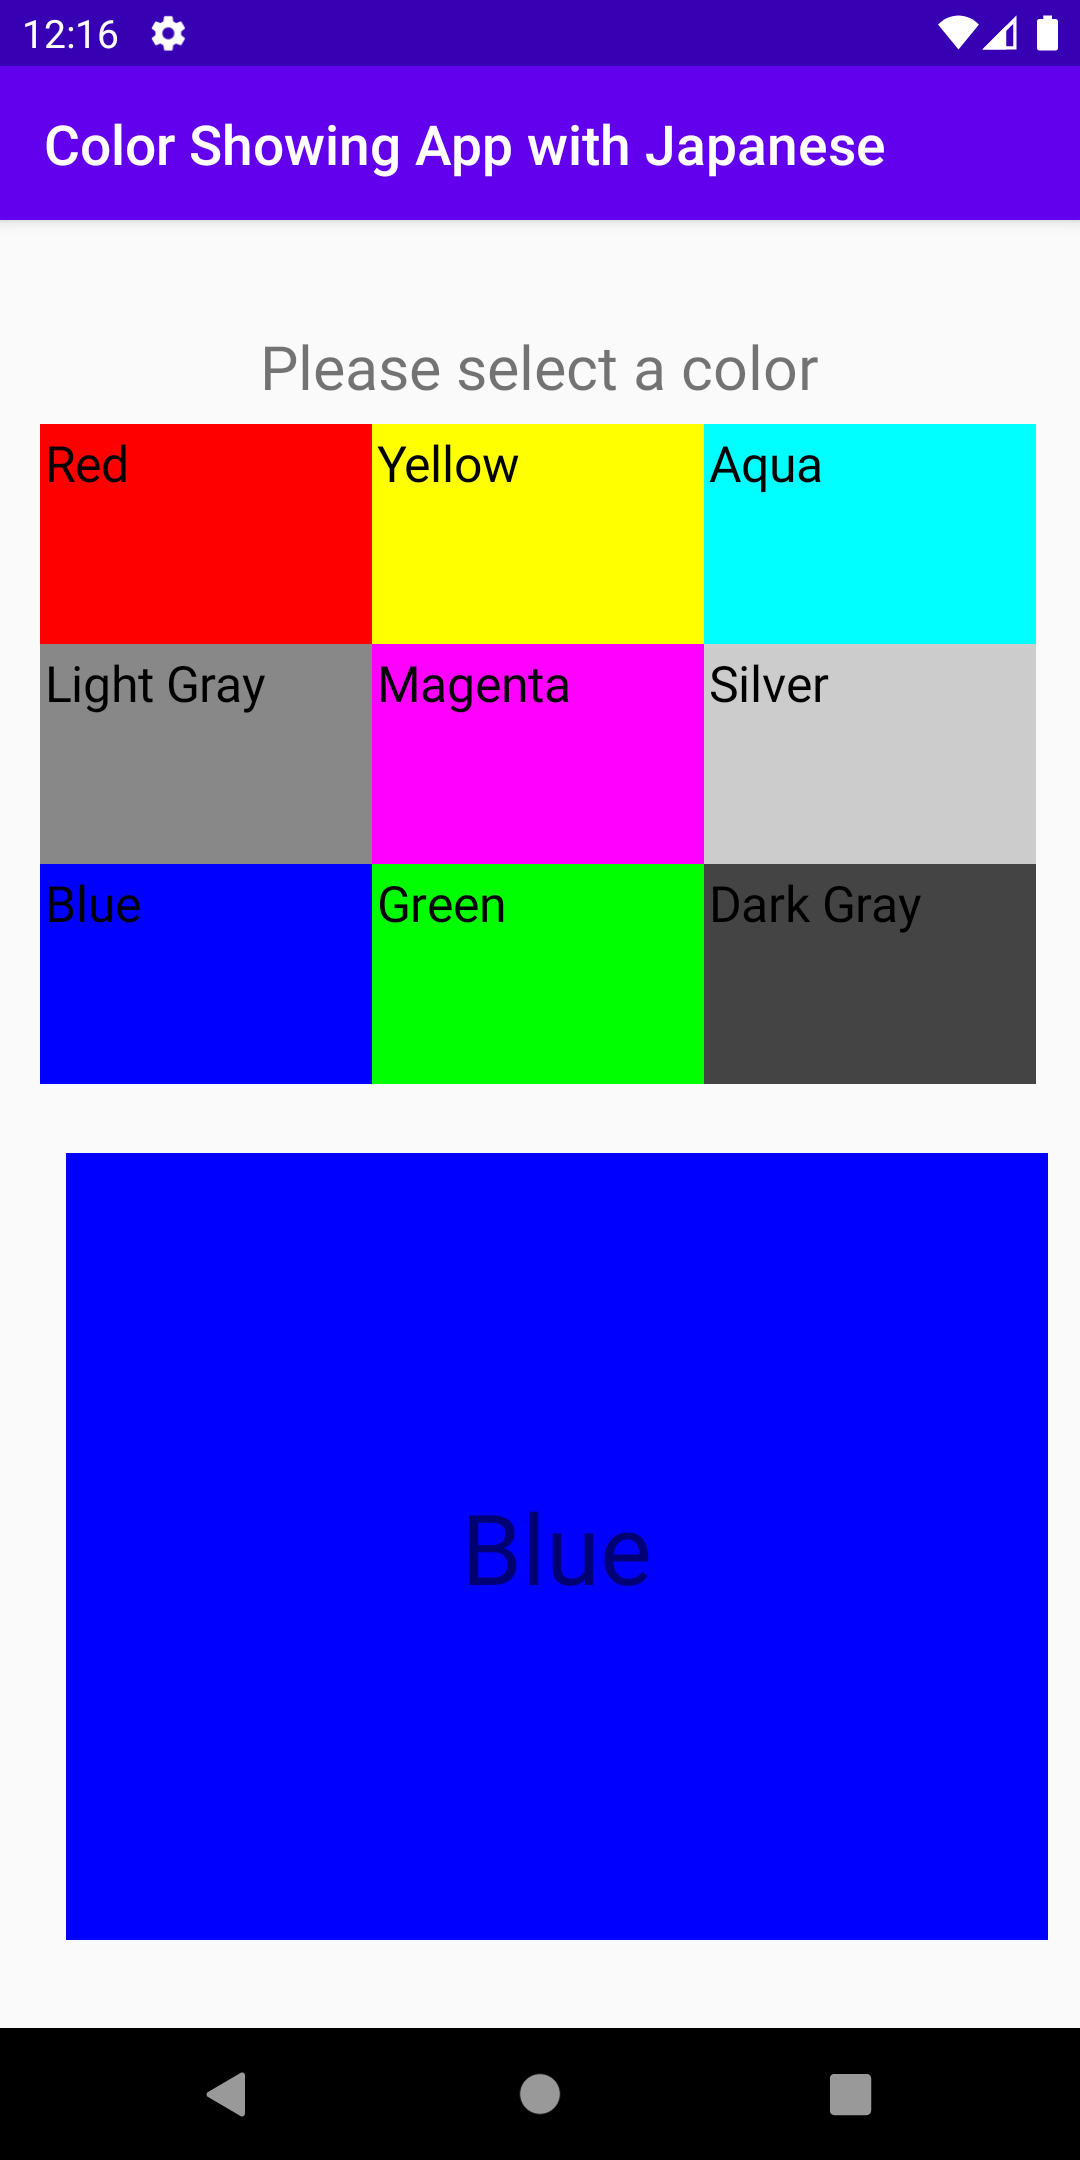 12:16
Color Showing App with Japanese
Please select a color
Red Yellow Aqua
Light Gray Magenta Silver
Blue Green Dark Gray
Blue